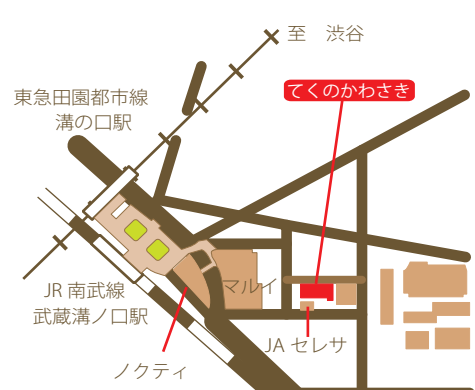 至　渋谷
てくのかわさき
東急田園都市線
溝の口駅
マルイ
JR 南武線
武蔵溝ノ口駅
JA セレサ
ノクティ